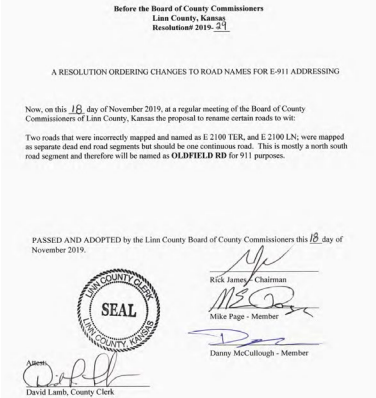 Before the Board of County Commissioners
Linn County, Kansas
Resolution# 2019- 29
A RESOLUTION ORDERING CHANGES TO ROAD NAMES FOR E-911 ADDRESSING
Now, on this 18 day of November 2019, at a regular meeting of the Board of County
Commissioners of Linn County, Kansas the proposal to rename certain roads to wit:
Two roads that were incorrectly mapped and named as E 2100 TER, and E 2100 LN; were mapped
as separate dead end road segments but should be one continuous road. This is mostly a north south
road segment and therefore will be named as OLDFIELD RD for 911 purposes.
PASSED AND ADOPTED by the Linn County Board of County Commissioners this 18 day of
November 2019.
Rick James - Chairman
Mike Page - Member
Danny McCullough - Member
LINN COUNTY CLERK
SEAL
LINN COUNTY, KANSAS
Attest:
David Lamb, County Clerk